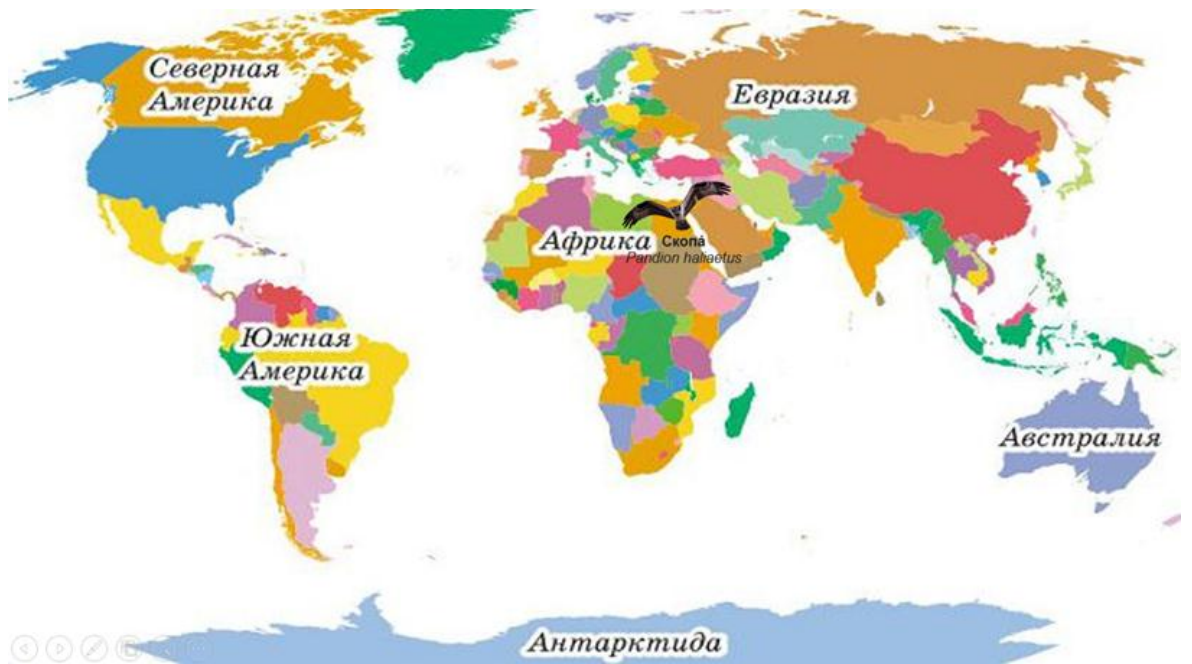 Северная
Америка
Евразия
Африка
Скопа́
Pandion haliaetus
Южная
Америка
Австралия
Антарктида